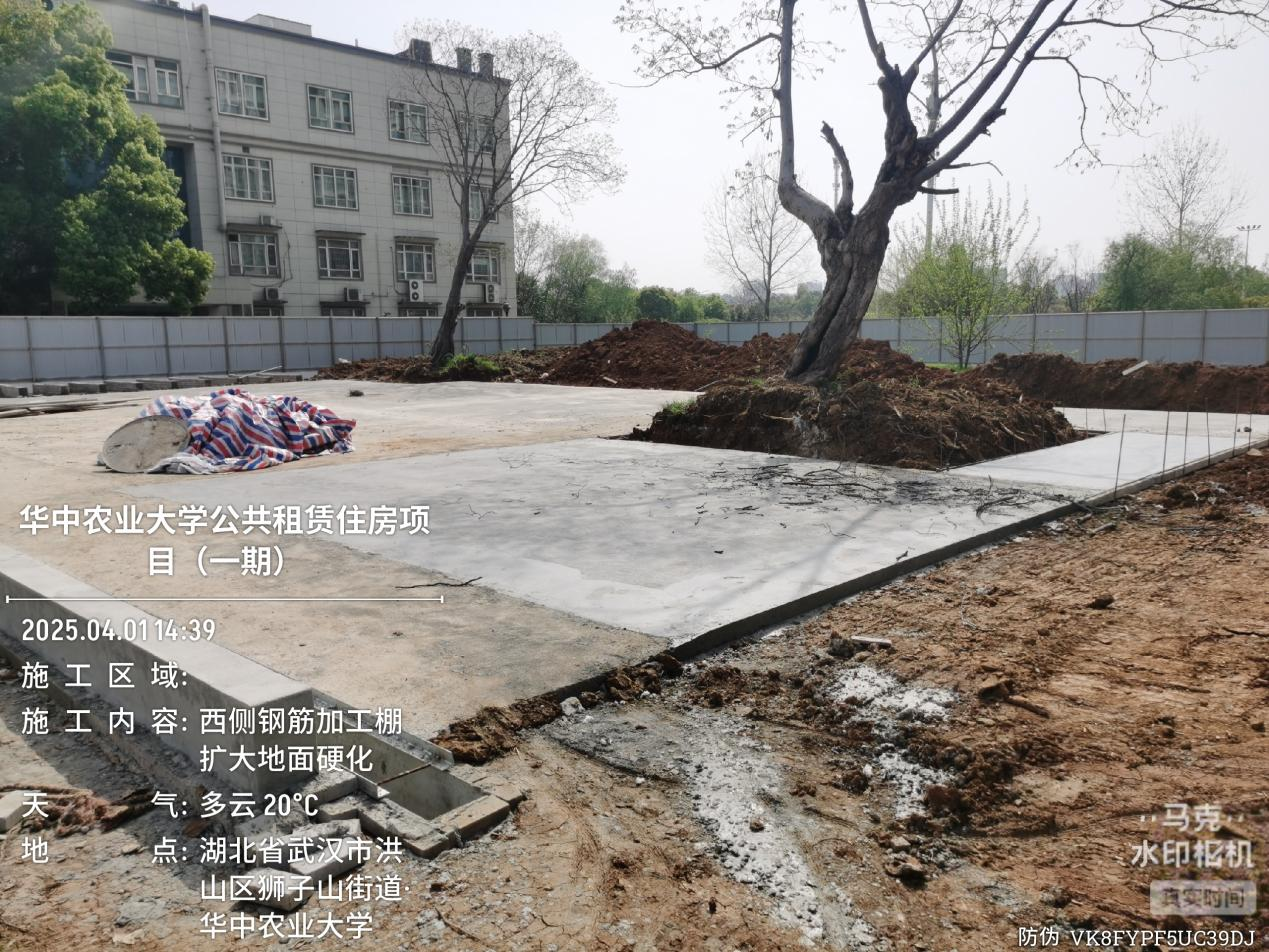 华中农业大学公共租赁住房项
目（一期）
2025.04.01 14:39
施工区域:
施工内容: 西侧钢筋加工棚
扩大地面硬化
天气: 多云 20℃
地点: 湖北省武汉市洪
山区狮子山街道·
华中农业大学
马克
水印相机
真实时间
防伪 VK8FYPF5UC39DJ